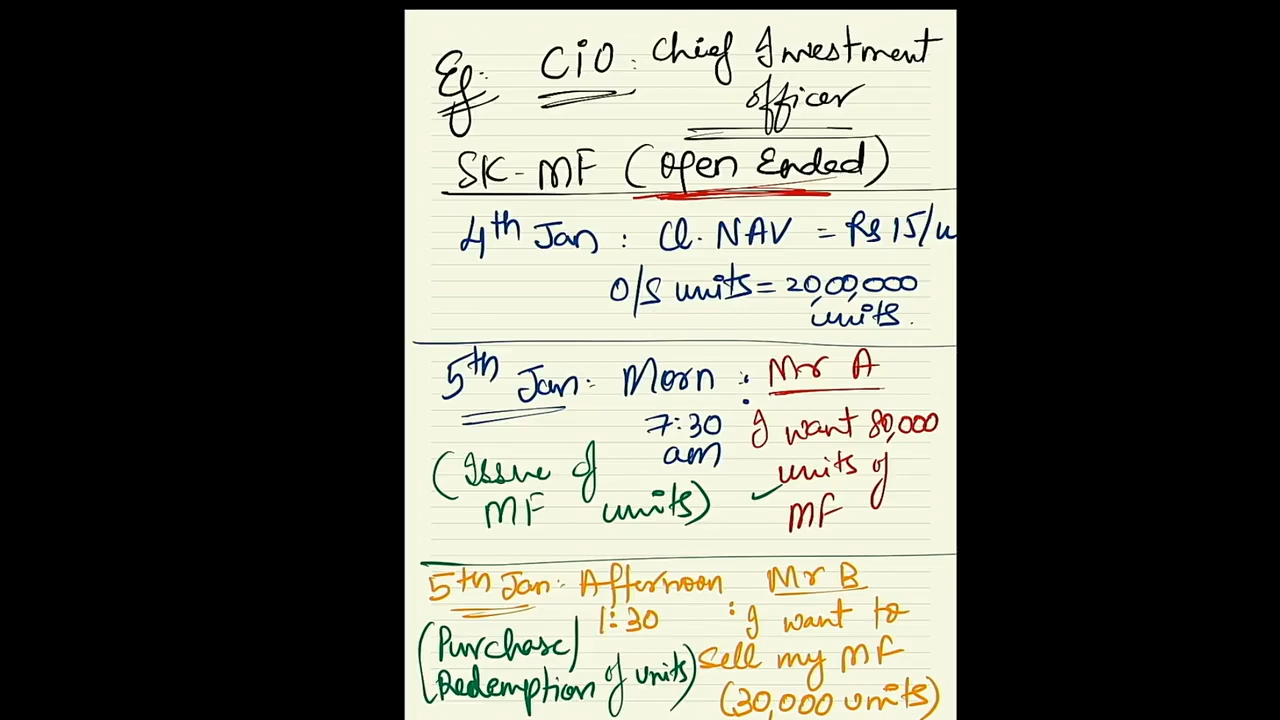 Eg: CiO: Chief Investment
officer
SK-MF (Open Ended)
4th Jan: Cl. NAV = Rs 15/u
O/S units = 20,00,000
units.
5th Jan: Morn : Mr A
7:30 I want 80,000
am
(Issue of units of
MF units) MF
5th Jan: Afternoon Mr B
1:30 : I want to
(Purchase/ sell my MF
Redemption of units) (30,000 units)